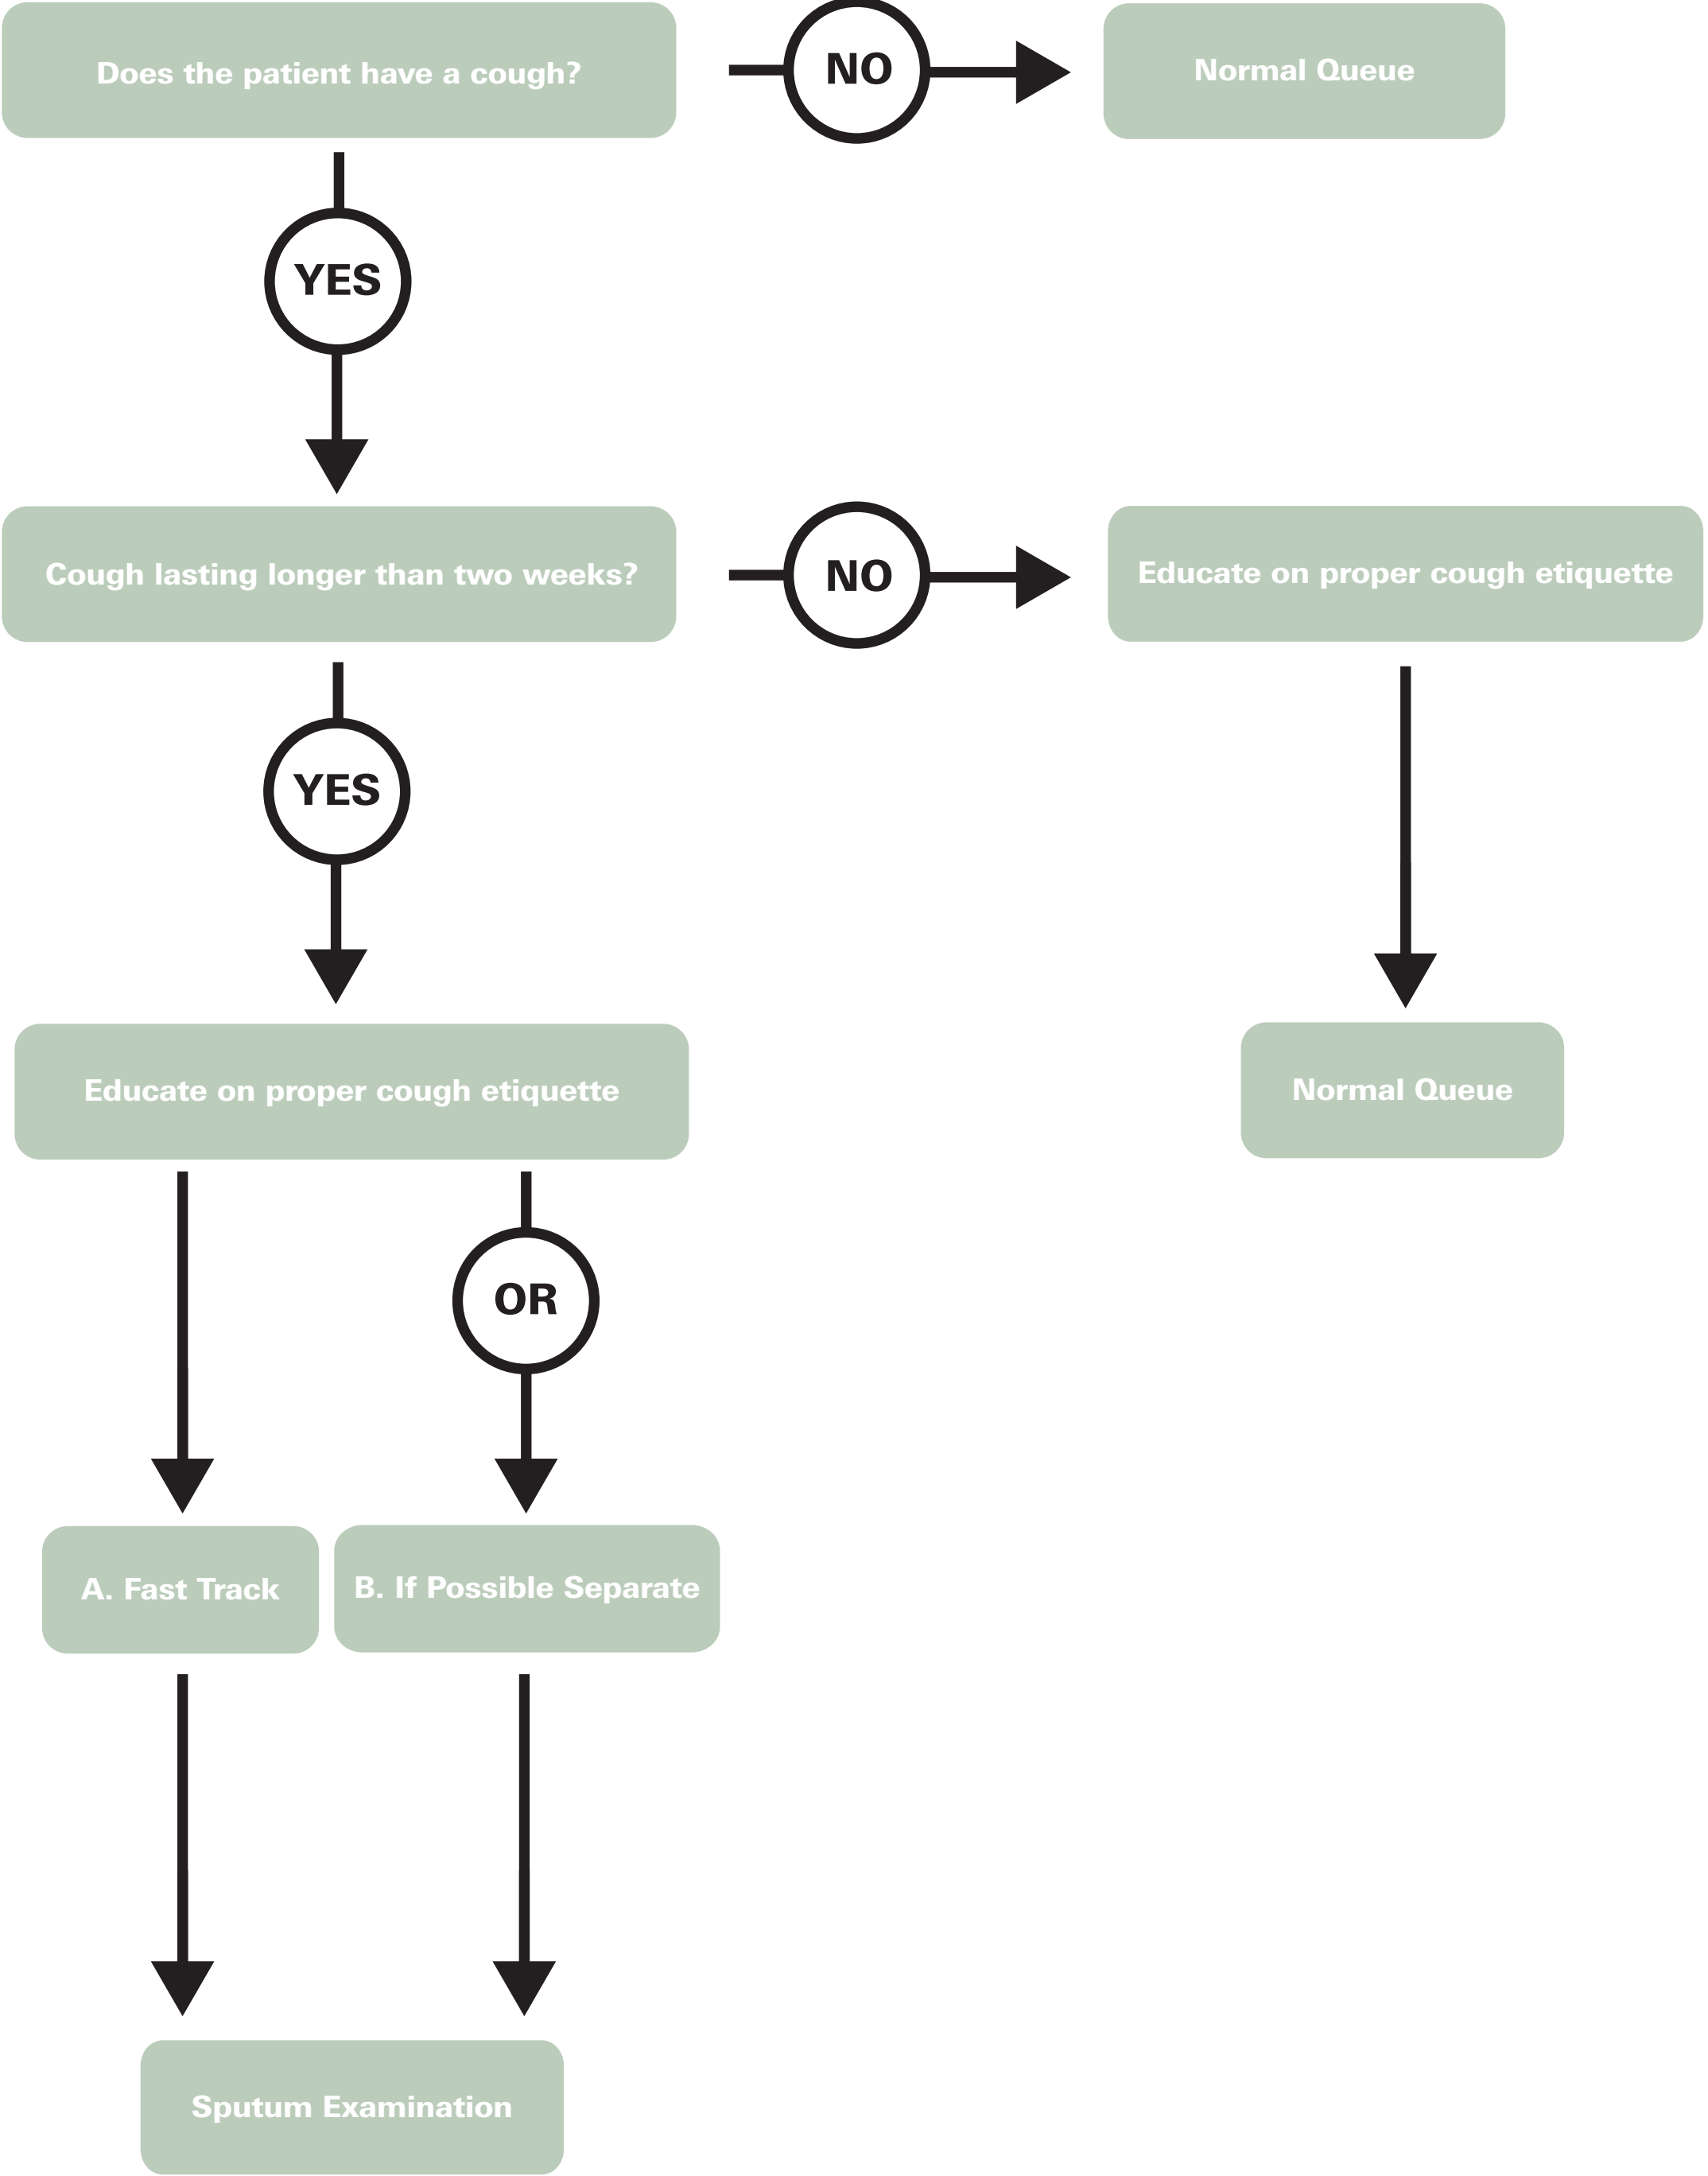 Does the patient have a cough?
NO
Normal Queue
YES
Cough lasting longer than two weeks?
NO
Educate on proper cough etiquette
YES
Educate on proper cough etiquette
Normal Queue
OR
A. Fast Track
B. If Possible Separate
Sputum Examination